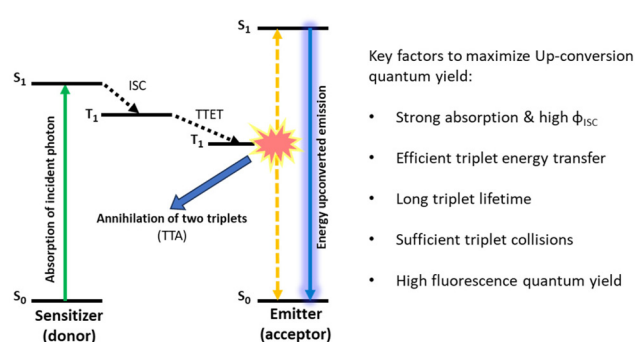 S1
ISC
T1
TTET
T1
S1
Absorption of incident photon
Annihilation of two triplets
(TTA)
Energy upconverted emission
S0
Sensitizer
(donor)
S0
Emitter
(acceptor)
Key factors to maximize Up-conversion
quantum yield:
• Strong absorption & high ϕISC
• Efficient triplet energy transfer
• Long triplet lifetime
• Sufficient triplet collisions
• High fluorescence quantum yield